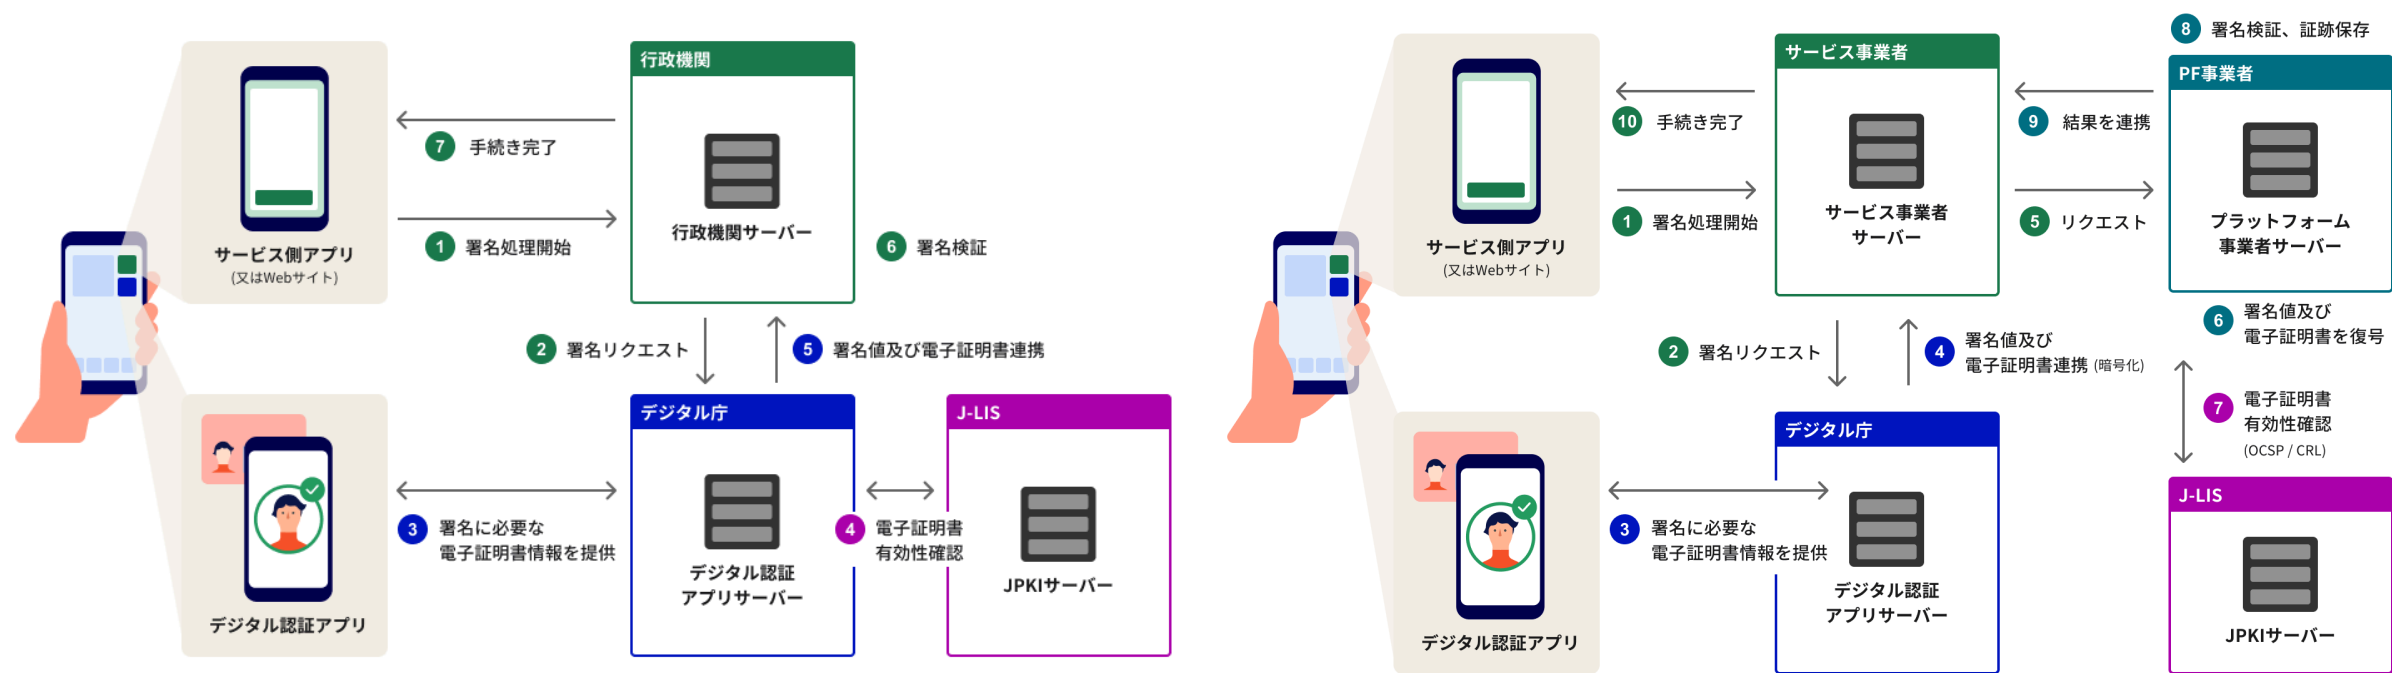 行政機関
行政機関サーバー
サービス側アプリ
(又はWebサイト)
7 手続き完了
1 署名処理開始
6 署名検証
2 署名リクエスト
5 署名値及び電子証明書連携
デジタル認証アプリ
3 署名に必要な
電子証明書情報を提供
デジタル庁
デジタル認証
アプリサーバー
4 電子証明書
有効性確認
J-LIS
JPKIサーバー
サービス側アプリ
(又はWebサイト)
10 手続き完了
1 署名処理開始
サービス事業者
サービス事業者
サーバー
9 結果を連携
5 リクエスト
8 署名検証、証跡保存
PF事業者
プラットフォーム
事業者サーバー
2 署名リクエスト
4 署名値及び
電子証明書連携 (暗号化)
6 署名値及び
電子証明書を復号
7 電子証明書
有効性確認
(OCSP / CRL)
デジタル認証アプリ
3 署名に必要な
電子証明書情報を提供
デジタル庁
デジタル認証
アプリサーバー
J-LIS
JPKIサーバー